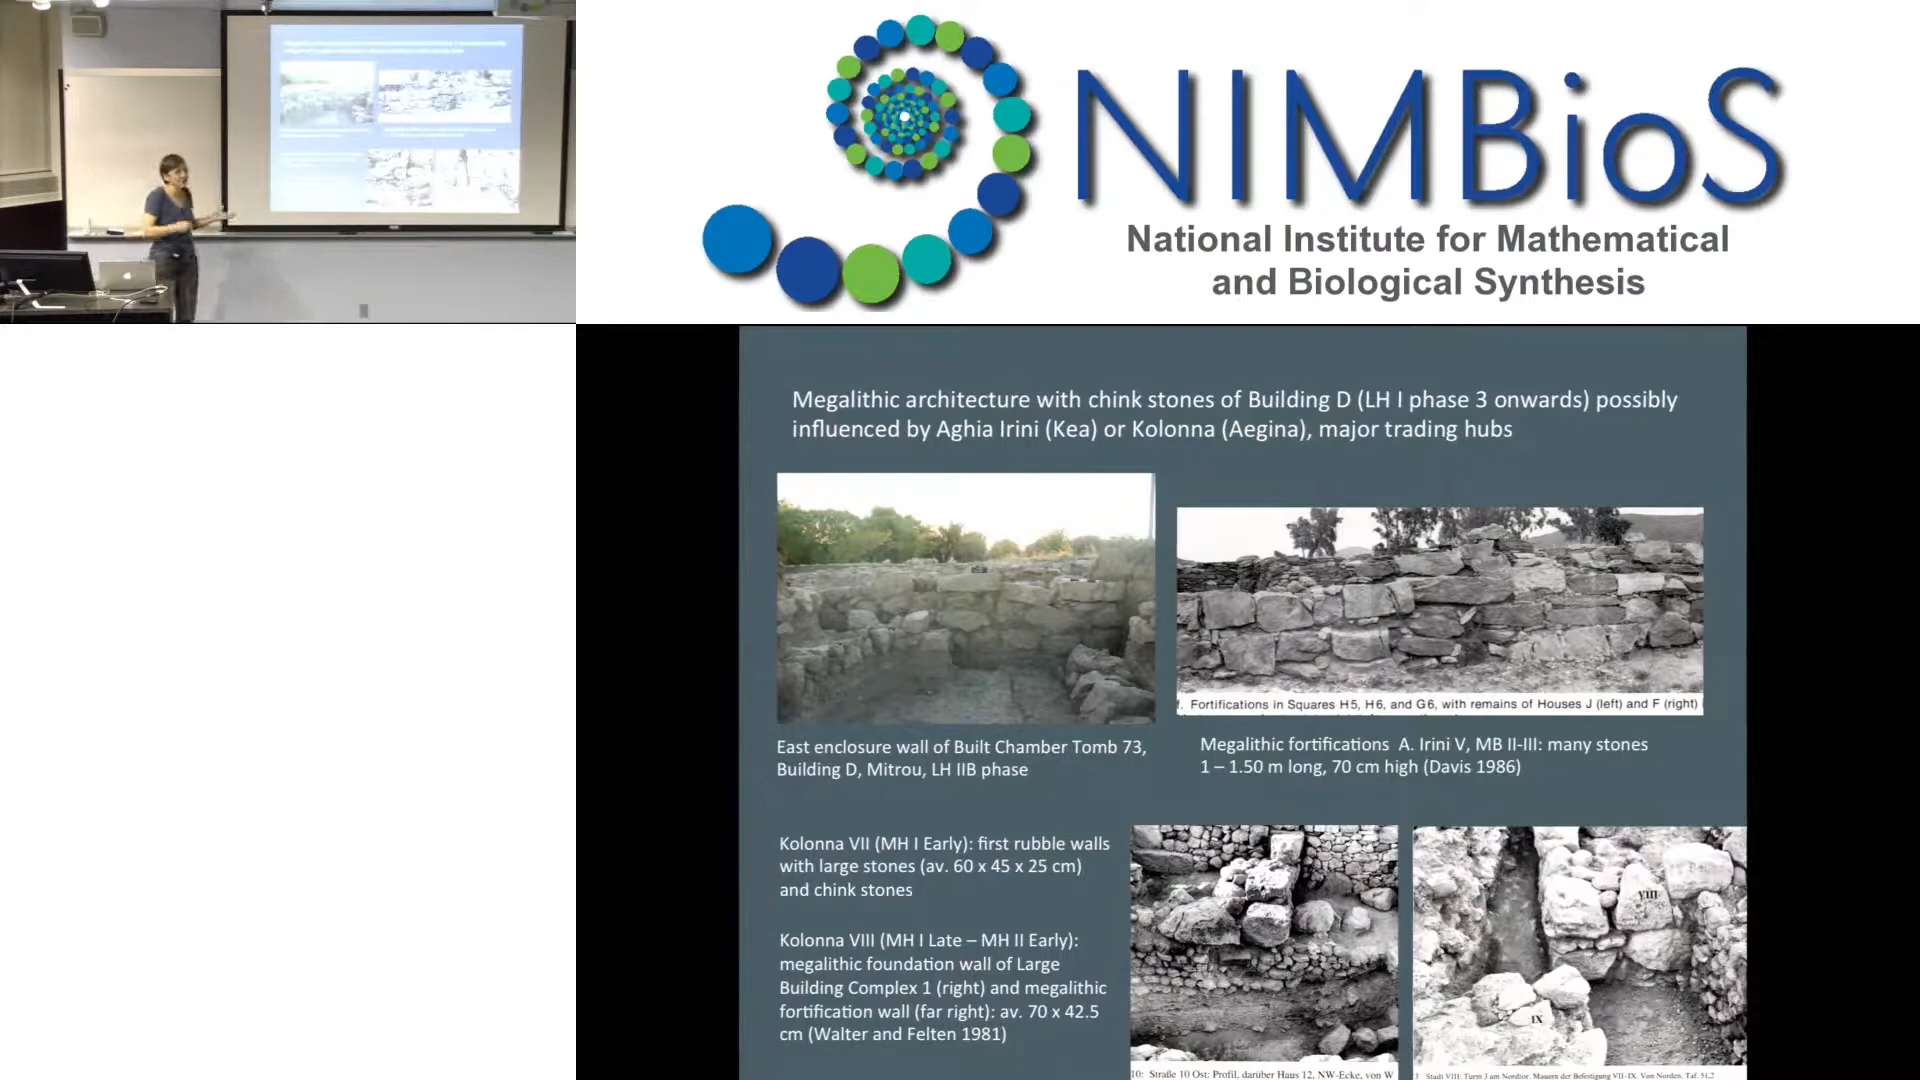 NIMBioS
National Institute for Mathematical
and Biological Synthesis
Megalithic architecture with chink stones of Building D (LH I phase 3 onwards) possibly
influenced by Aghia Irini (Kea) or Kolonna (Aegina), major trading hubs
f. Fortifications in Squares H5, H6, and G6, with remains of Houses J (left) and F (right)
East enclosure wall of Built Chamber Tomb 73,
Building D, Mitrou, LH IIB phase
Megalithic fortifications A. Irini V, MB II-III: many stones
1 – 1.50 m long, 70 cm high (Davis 1986)
Kolonna VII (MH I Early): first rubble walls
with large stones (av. 60 x 45 x 25 cm)
and chink stones
Kolonna VIII (MH I Late – MH II Early):
megalithic foundation wall of Large
Building Complex 1 (right) and megalithic
fortification wall (far right): av. 70 x 42.5
cm (Walter and Felten 1981)
VIII
IX
10: Straße 10 Ost: Profil, darüber Haus 12, NW-Ecke, von W
3 Stadt VIII: Turm 3 am Nordtor. Mauern der Befestigung VII–IX. Von Norden. Taf. 51,2